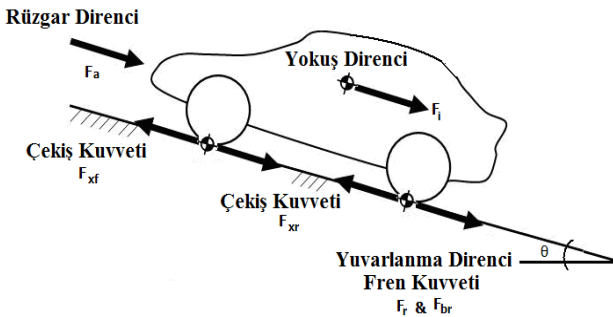 Rüzgar Direnci
Fa
Yokuş Direnci
Fi
Çekiş Kuvveti
Fxf
Çekiş Kuvveti
Fxr
Yuvarlanma Direnci
Fren Kuvveti
Fr & Fbr
θ